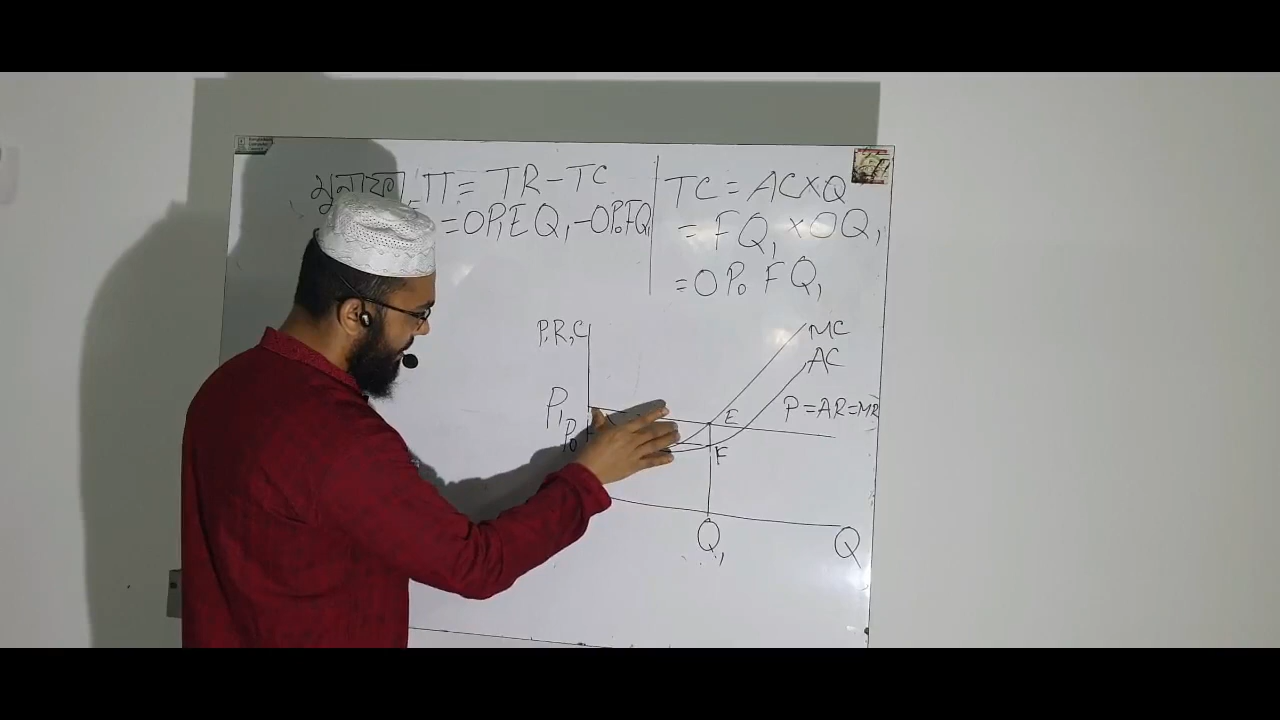 মুনাফা, Π = TR - TC
= OP₁EQ₁ - OP₀FQ₁
TC = AC×Q
= FQ₁ × OQ₁
= OP₀FQ₁
P,R,C
MC
AC
P=AR=MR
P₁
E
P₀
F
Q₁
Q